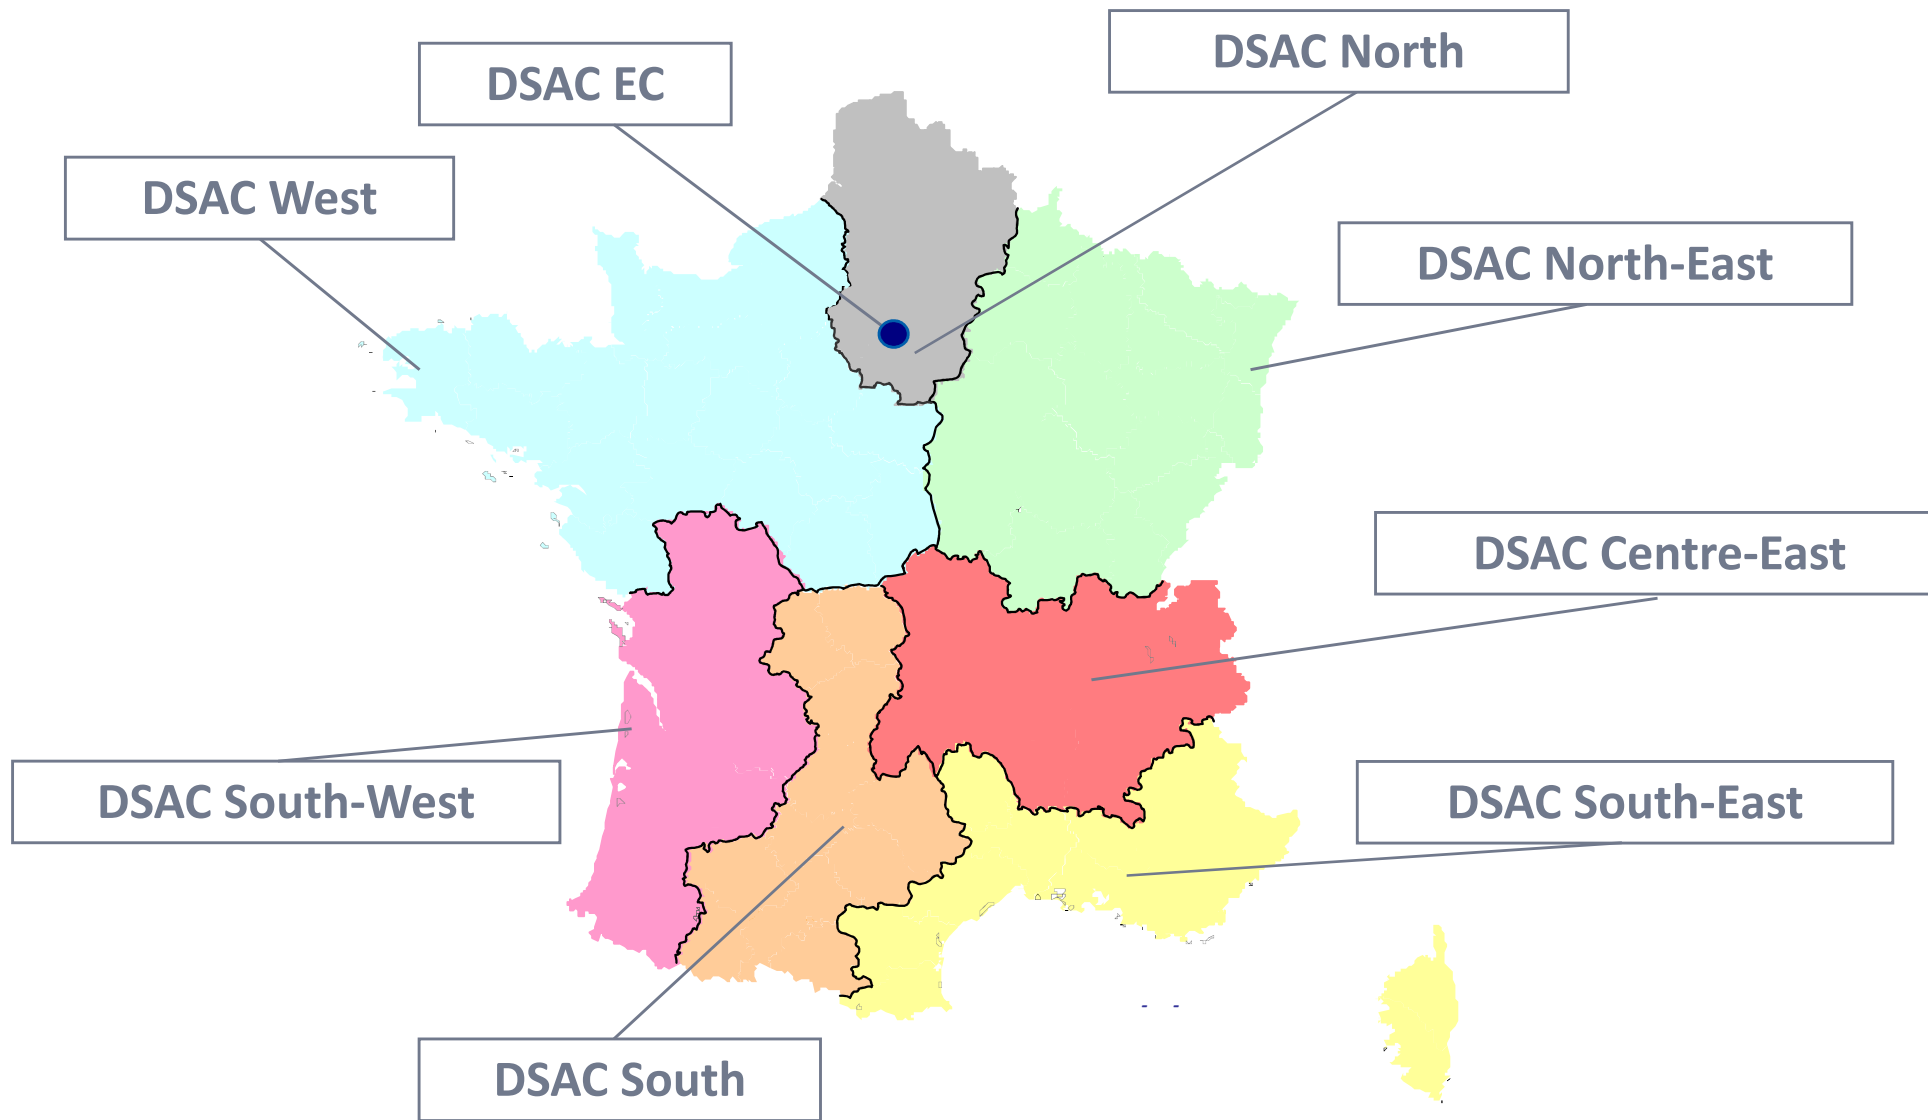 DSAC North
DSAC EC
DSAC West
DSAC North-East
DSAC Centre-East
DSAC South-West
DSAC South-East
DSAC South